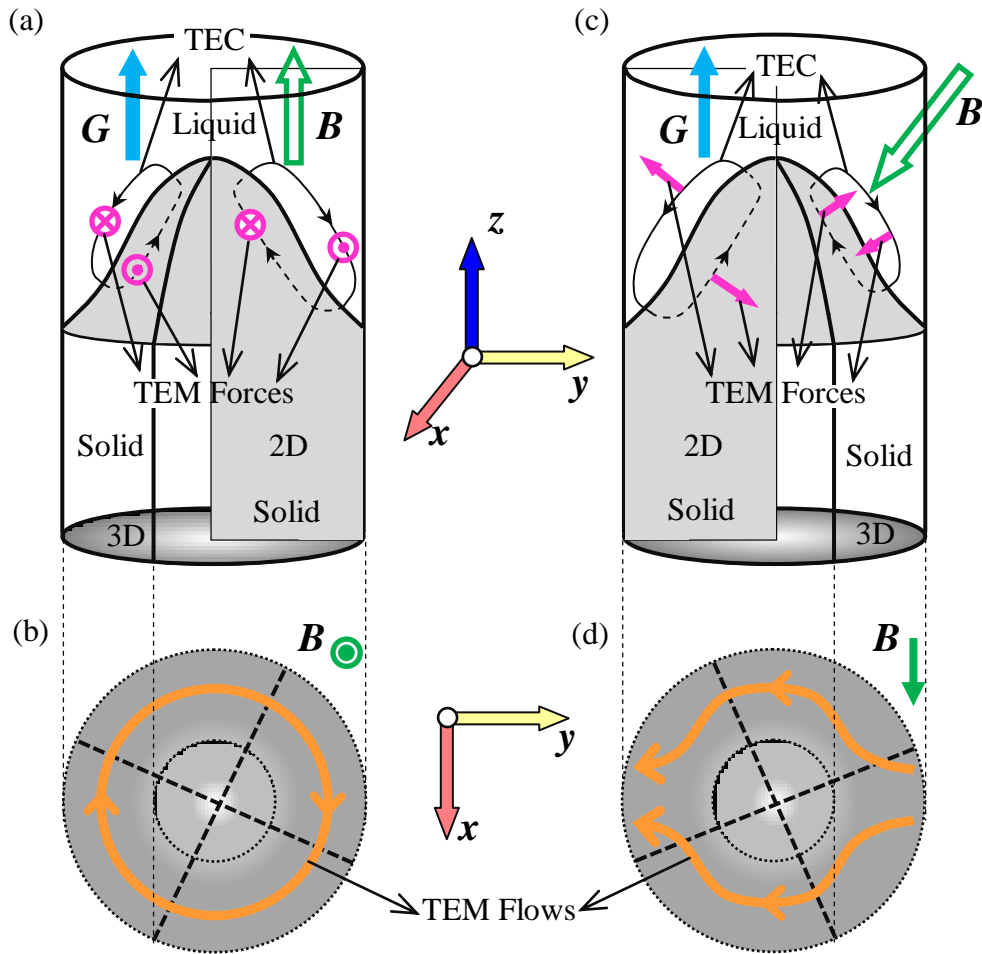 (a)
TEC
G
Liquid
B
TEM Forces
Solid
2D
Solid
3D
z
y
x
(c)
TEC
G
Liquid
B
TEM Forces
2D
Solid
Solid
3D
(b)
B
y
x
TEM Flows
(d)
B